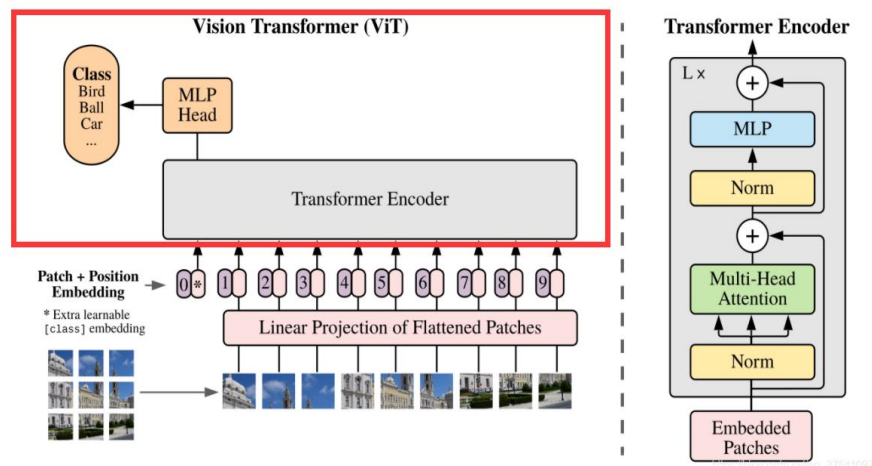 Vision Transformer (ViT)
Class
Bird
Ball
Car
...
MLP
Head
Transformer Encoder
Patch + Position
Embedding
0 * 1 2 3 4 5 6 7 8 9
* Extra learnable
[class] embedding
Linear Projection of Flattened Patches
Transformer Encoder
L x
+
MLP
Norm
+
Multi-Head
Attention
Norm
Embedded
Patches